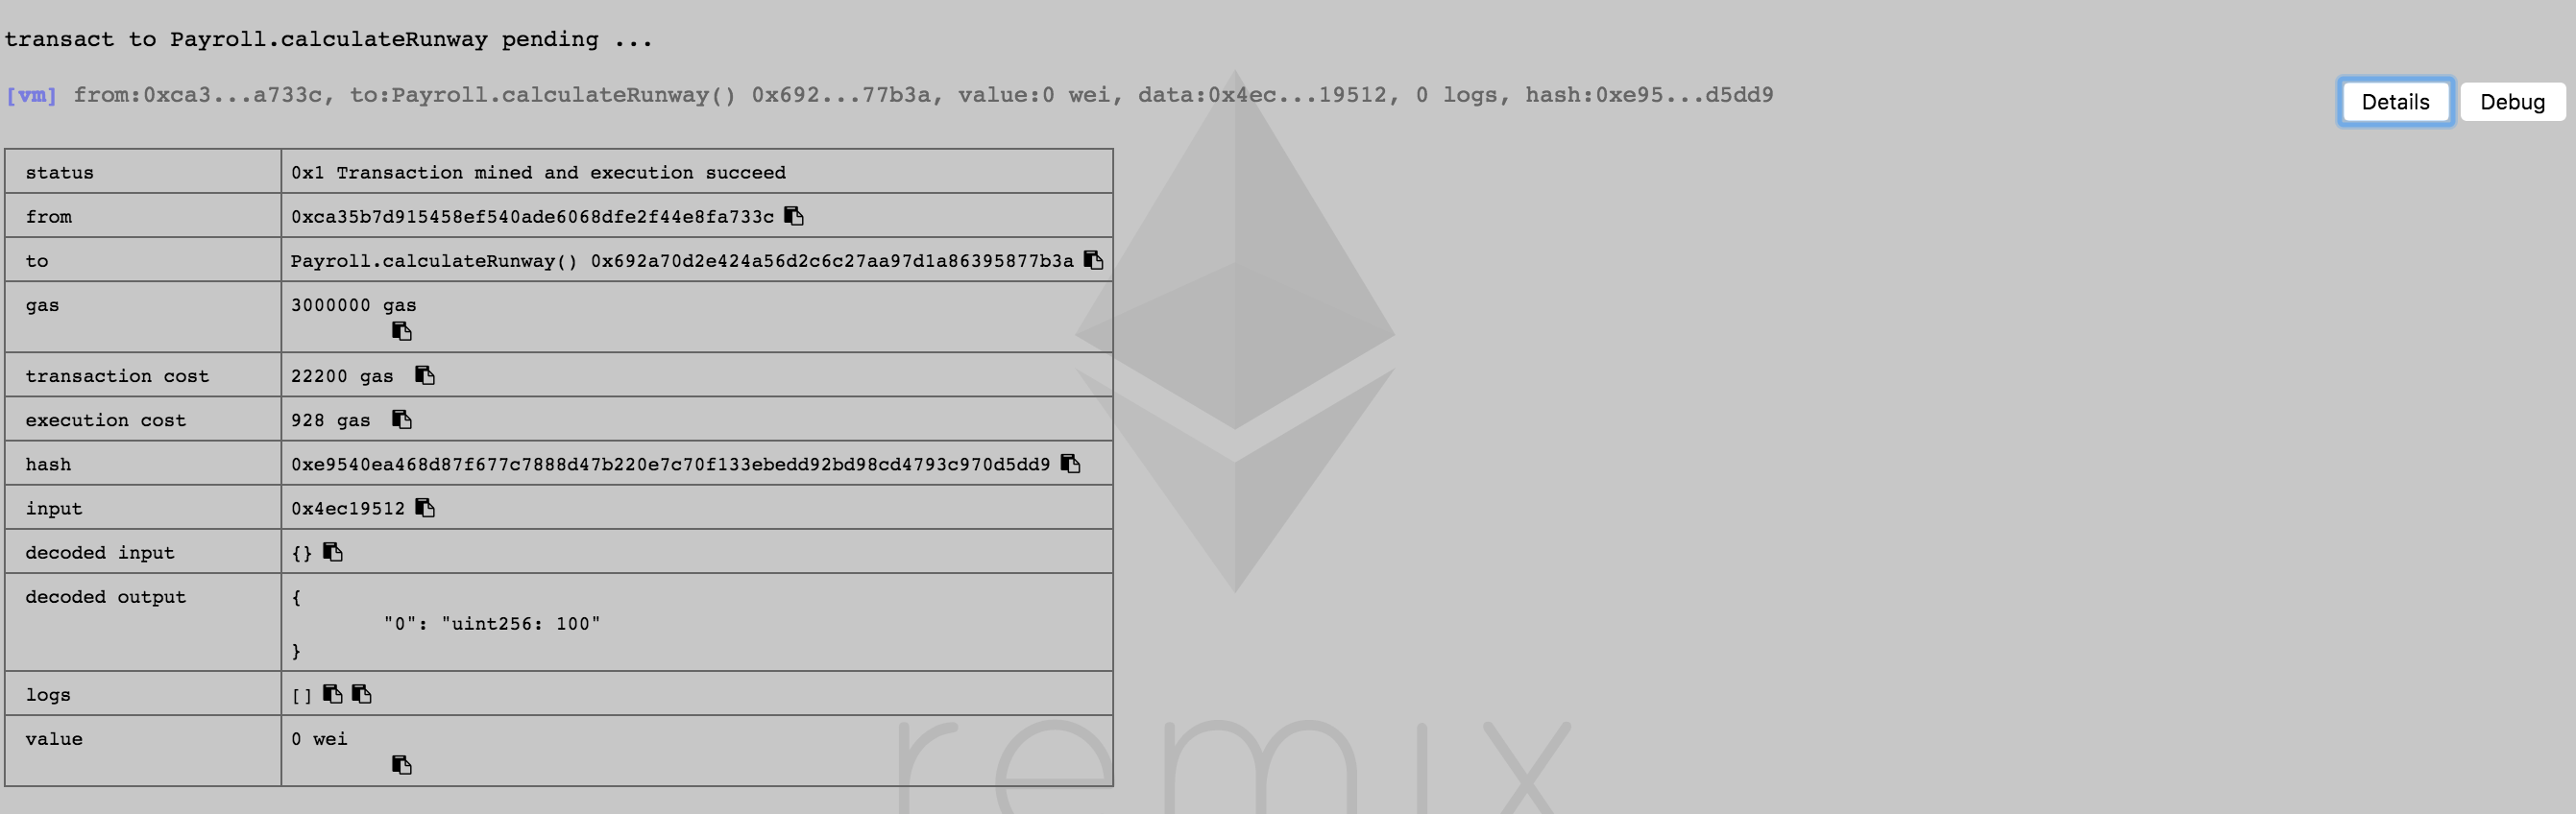 transact to Payroll.calculateRunway pending ...
[vm] from:0xca3...a733c, to:Payroll.calculateRunway() 0x692...77b3a, value:0 wei, data:0x4ec...19512, 0 logs, hash:0xe95...d5dd9
Details Debug
status 0x1 Transaction mined and execution succeed
from 0xca35b7d915458ef540ade6068dfe2f44e8fa733c
to Payroll.calculateRunway() 0x692a70d2e424a56d2c6c27aa97d1a86395877b3a
gas 3000000 gas
transaction cost 22200 gas
execution cost 928 gas
hash 0xe9540ea468d87f677c7888d47b220e7c70f133ebedd92bd98cd4793c970d5dd9
input 0x4ec19512
decoded input {}
decoded output {
"0": "uint256: 100"
}
logs []
value 0 wei
remix